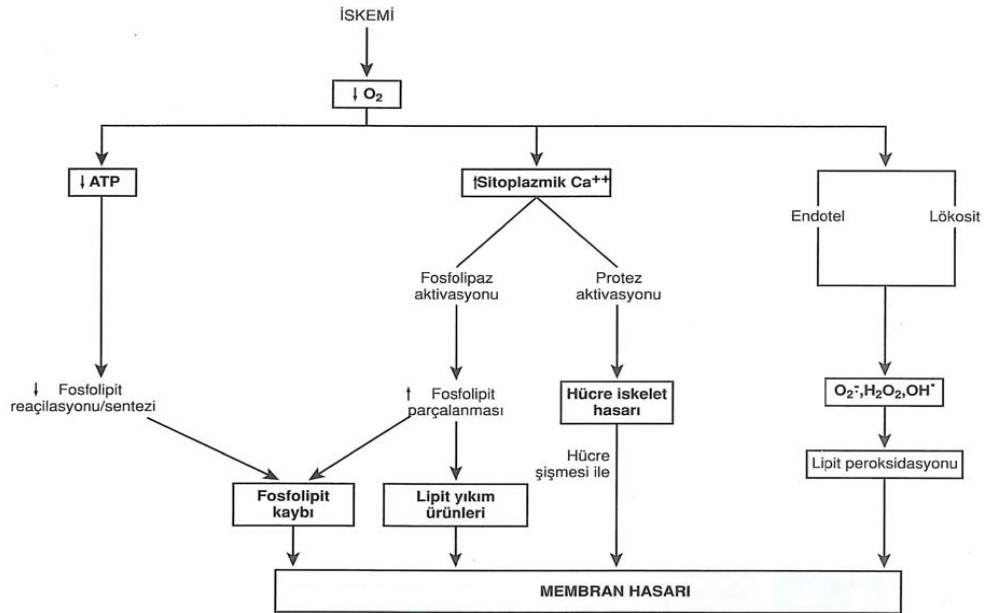 İSKEMİ
↓ O₂
↓ ATP
↑Sitoplazmik Ca⁺⁺
Endotel
Lökosit
Fosfolipaz
aktivasyonu
Protez
aktivasyonu
↓ Fosfolipit
reaçilasyonu/sentezi
↑ Fosfolipit
parçalanması
Hücre iskelet
hasarı
O₂⁻̇,H₂O₂,OH˙
Hücre
şişmesi ile
Lipit peroksidasyonu
Fosfolipit
kaybı
Lipit yıkım
ürünleri
MEMBRAN HASARI